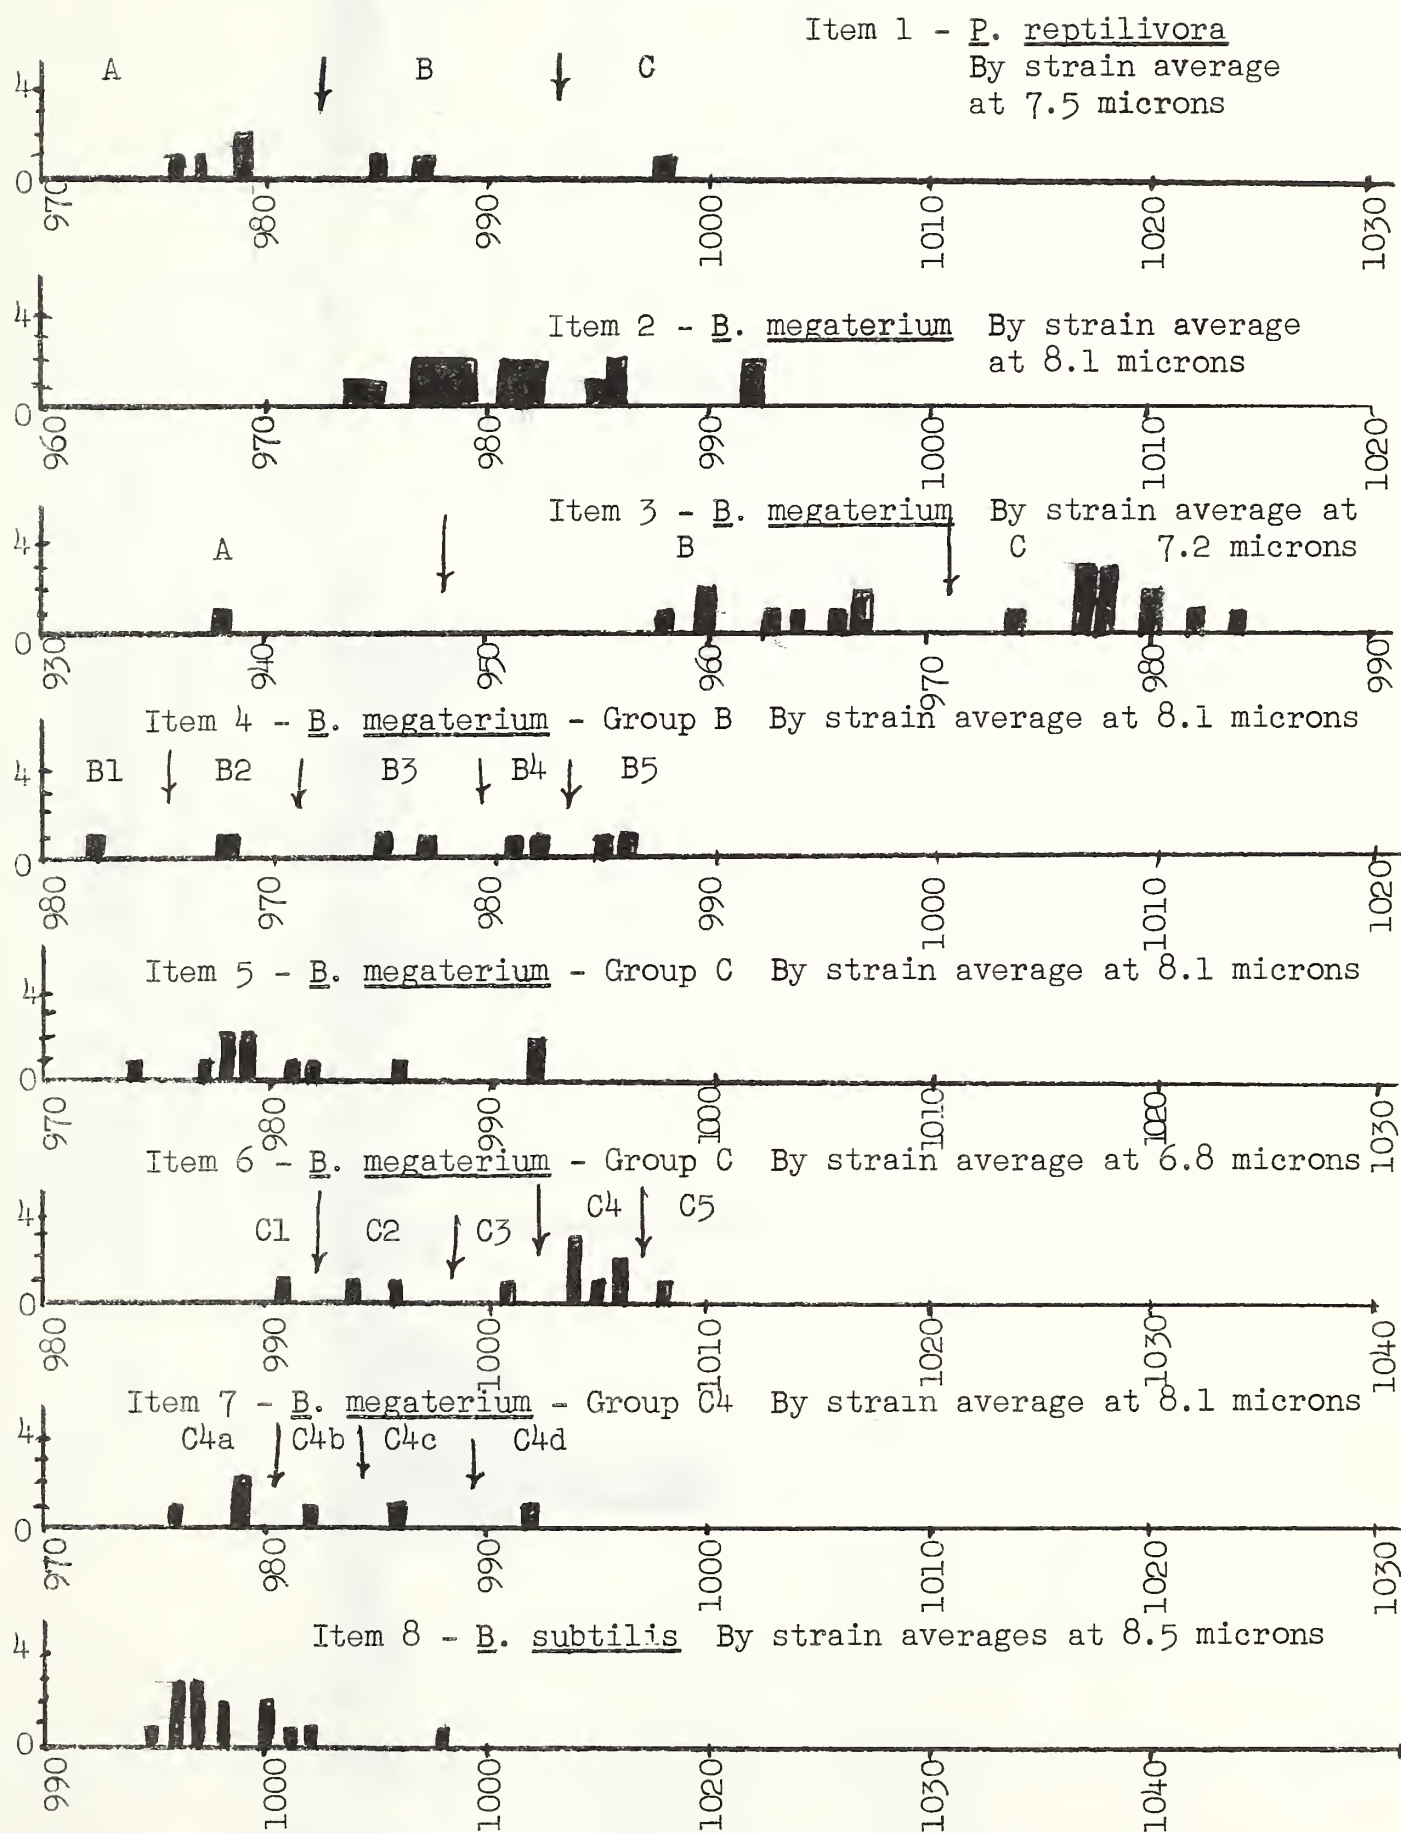 Item 1 - P. reptilivora
By strain average
at 7.5 microns
A B C
4
0
970 980 990 1000 1010 1020 1030
Item 2 - B. megaterium By strain average
at 8.1 microns
4
0
960 970 980 990 1000 1010 1020
Item 3 - B. megaterium By strain average at
7.2 microns
A B C
4
0
930 940 950 960 970 980 990
Item 4 - B. megaterium - Group B By strain average at 8.1 microns
B1 B2 B3 B4 B5
4
0
980 970 980 990 1000 1010 1020
Item 5 - B. megaterium - Group C By strain average at 8.1 microns
4
0
970 980 990 1000 1010 1020 1030
Item 6 - B. megaterium - Group C By strain average at 6.8 microns
C1 C2 C3 C4 C5
4
0
980 990 1000 1010 1020 1030 1040
Item 7 - B. megaterium - Group C4 By strain average at 8.1 microns
C4a C4b C4c C4d
4
0
970 980 990 1000 1010 1020 1030
Item 8 - B. subtilis By strain averages at 8.5 microns
4
0
990 1000 1000 1020 1030 1040